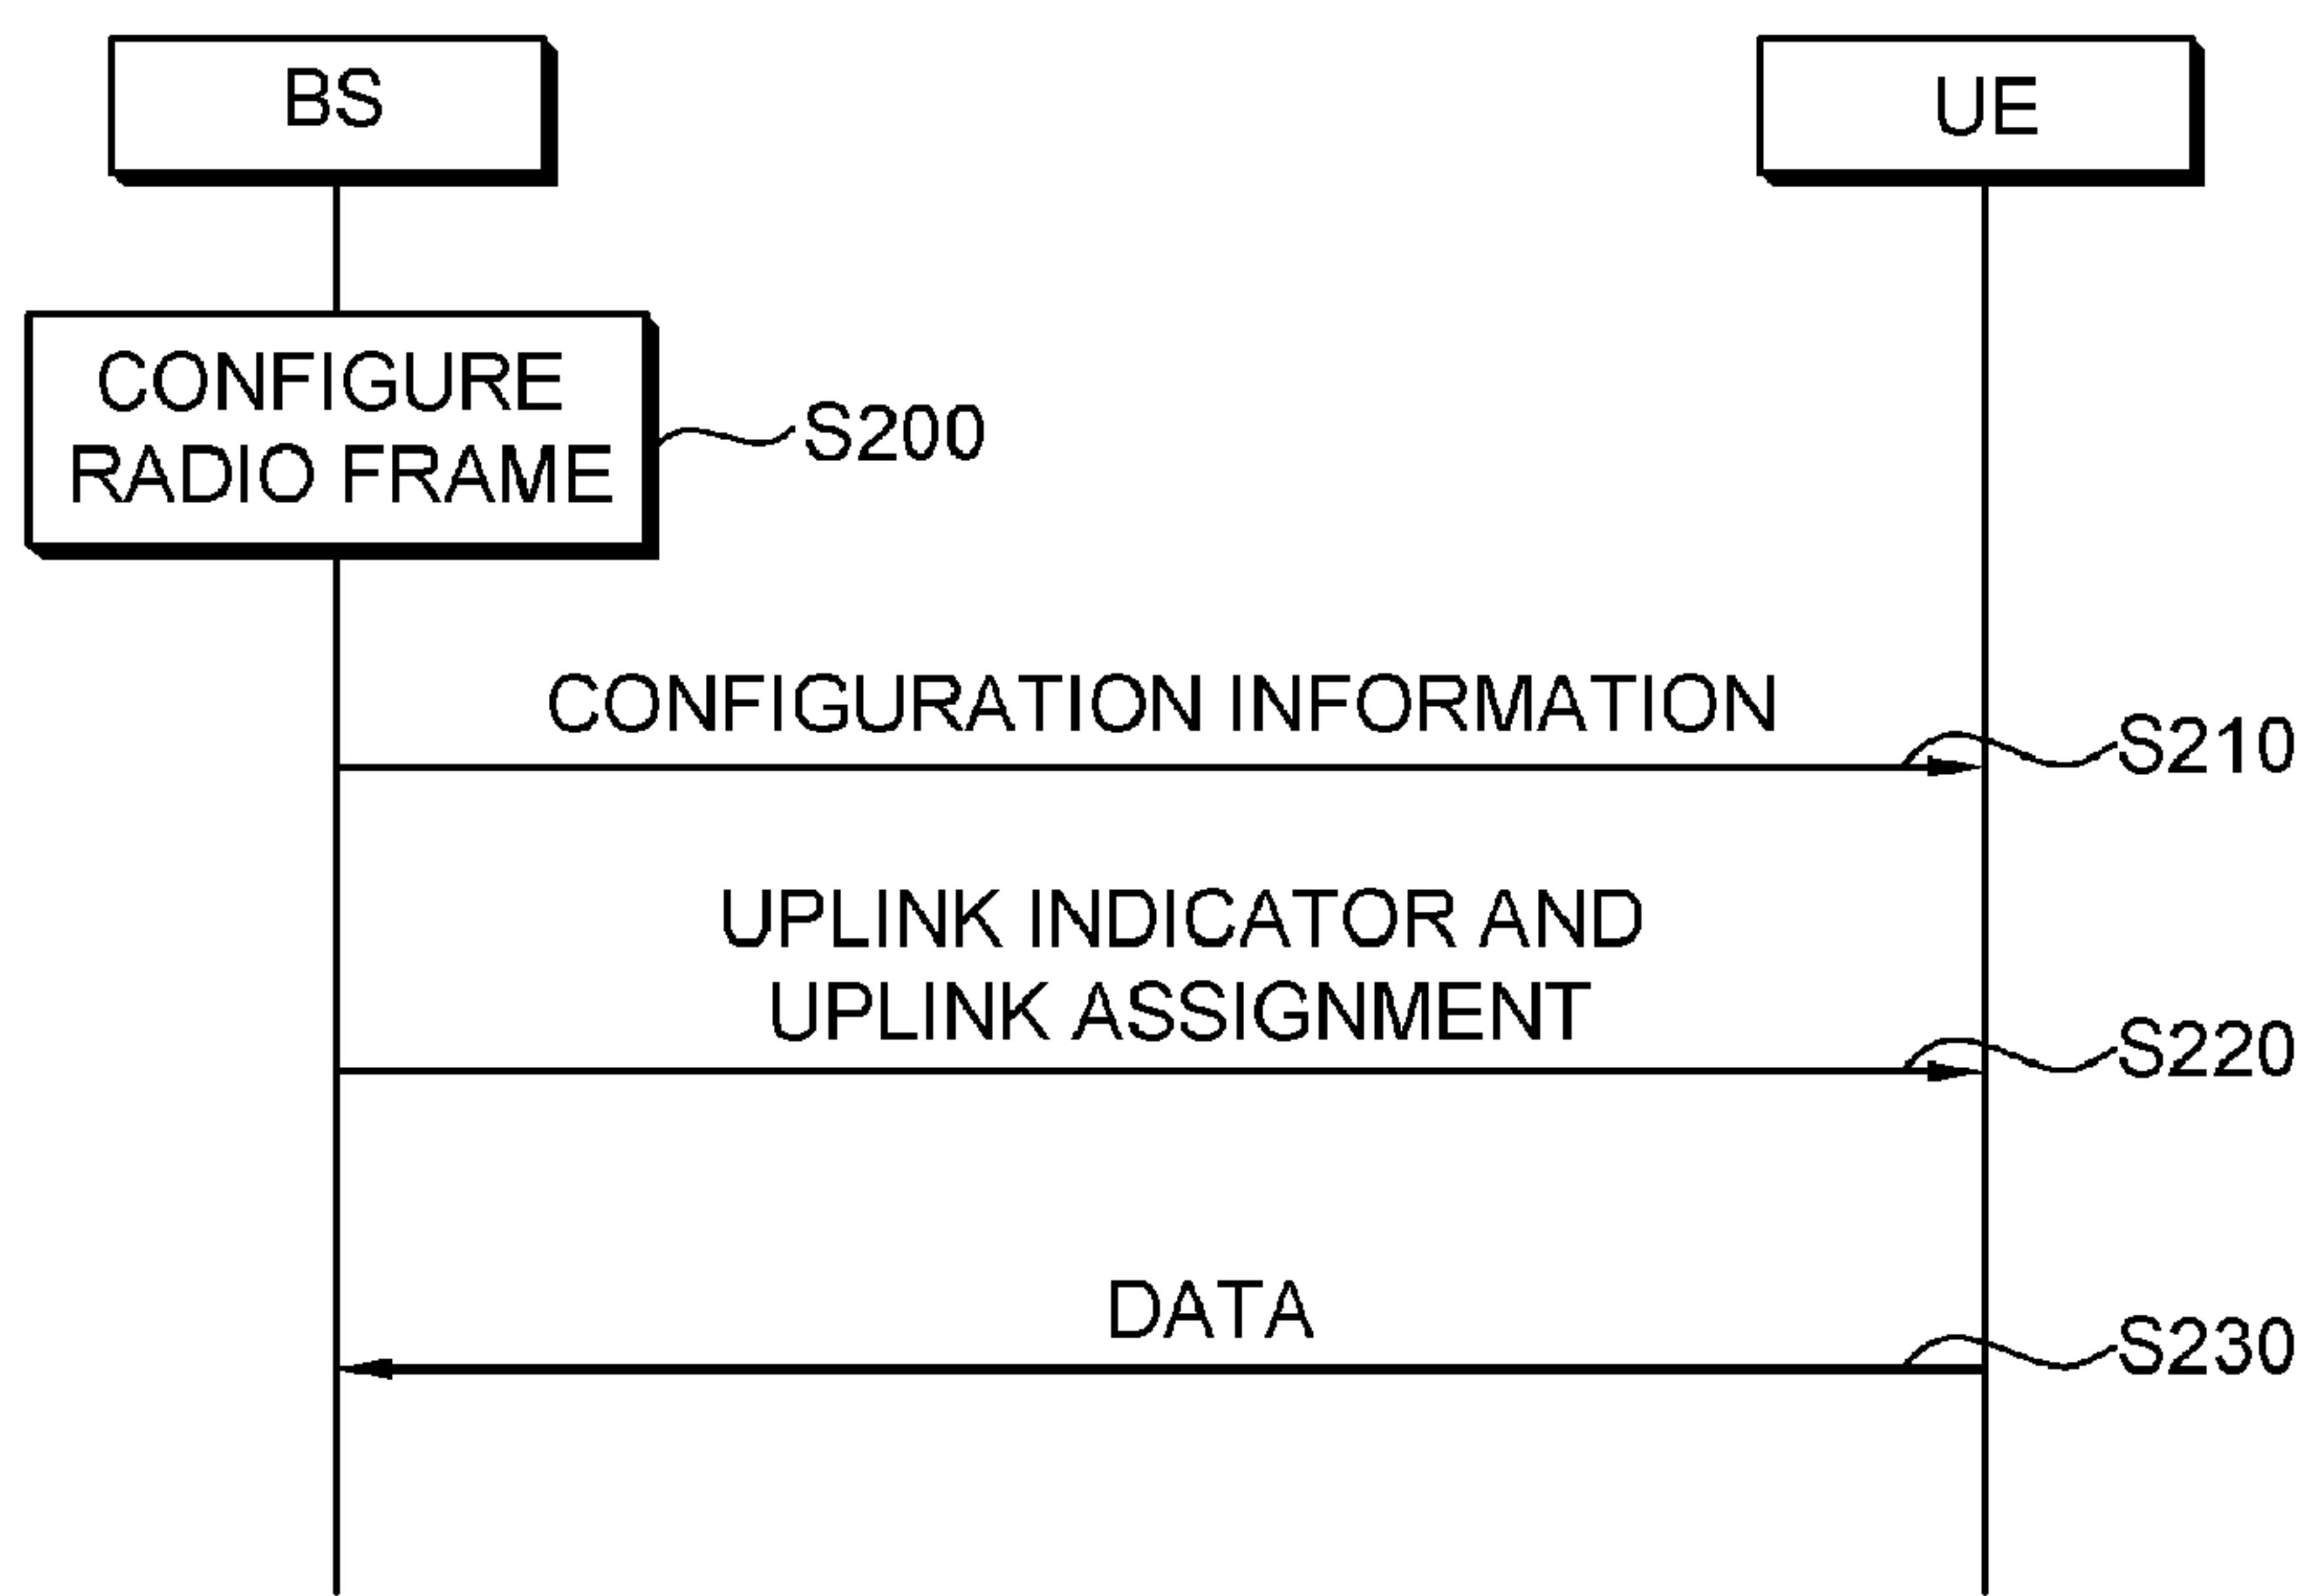 BS
UE
CONFIGURE
RADIO FRAME
S200
CONFIGURATION INFORMATION
S210
UPLINK INDICATOR AND
UPLINK ASSIGNMENT
S220
DATA
S230